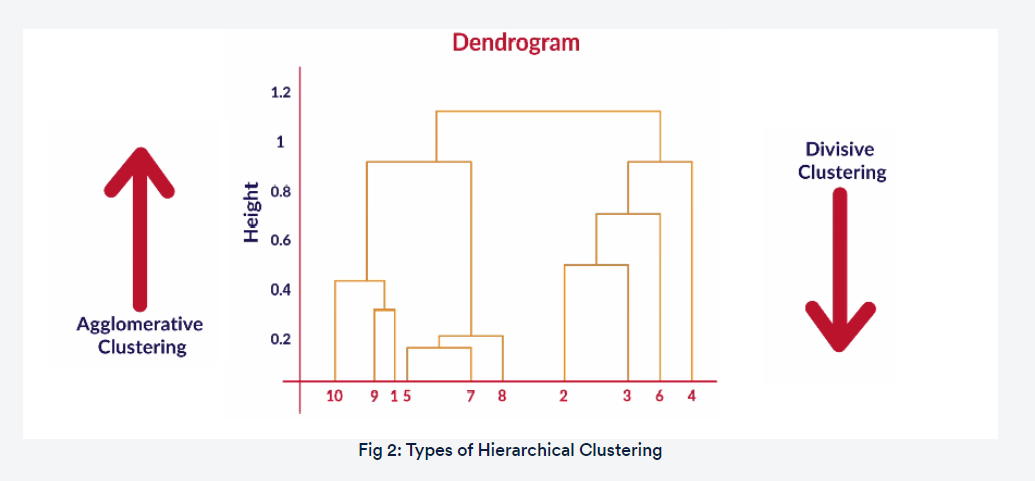 Dendrogram
1.2
1
0.8
0.6
0.4
0.2
Height
10 9 1 5 7 8 2 3 6 4
Agglomerative
Clustering
Divisive
Clustering
Fig 2: Types of Hierarchical Clustering